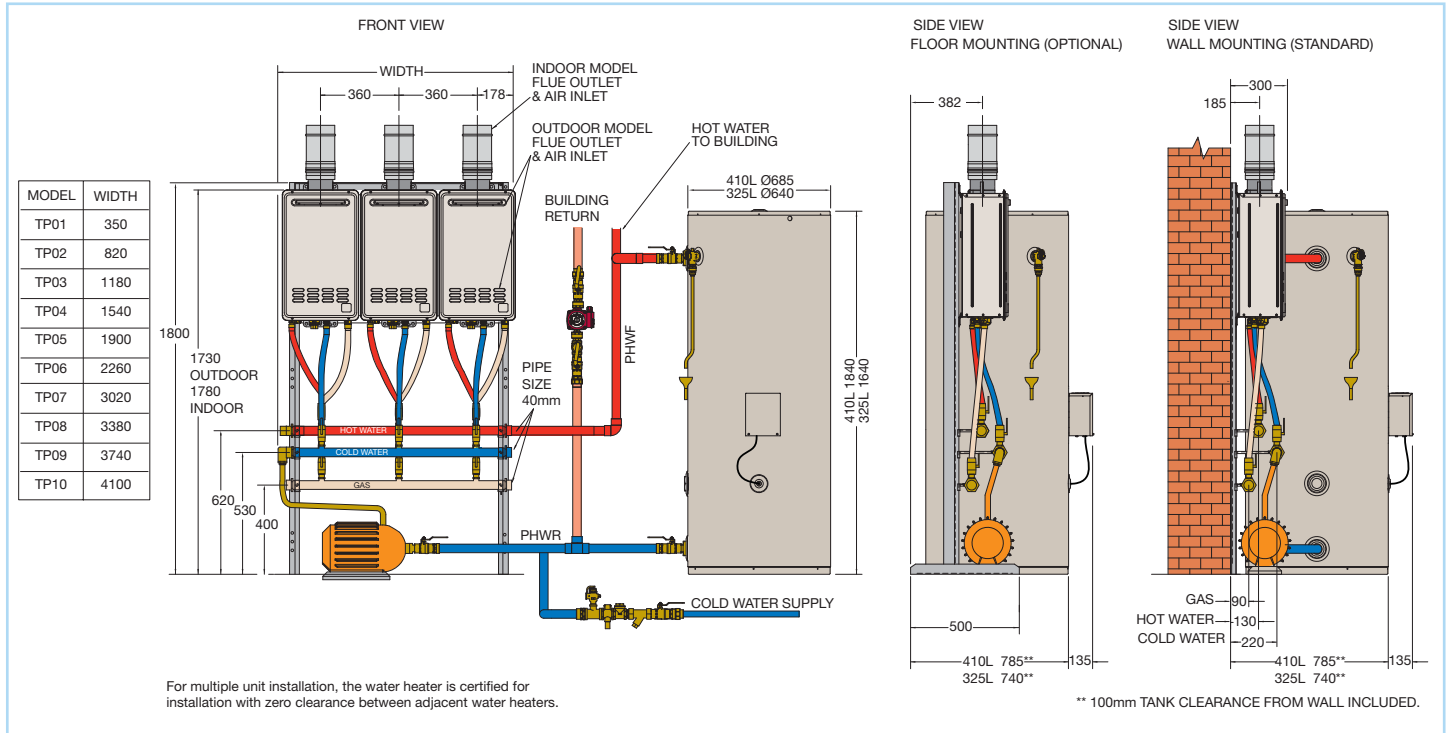 FRONT VIEW
SIDE VIEW
FLOOR MOUNTING (OPTIONAL)
SIDE VIEW
WALL MOUNTING (STANDARD)
WIDTH
360
360
178
INDOOR MODEL
FLUE OUTLET
& AIR INLET
OUTDOOR MODEL
FLUE OUTLET
& AIR INLET
HOT WATER
TO BUILDING
BUILDING
RETURN
410L Ø685
325L Ø640
382
300
185
MODEL WIDTH
TP01 350
TP02 820
TP03 1180
TP04 1540
TP05 1900
TP06 2260
TP07 3020
TP08 3380
TP09 3740
TP10 4100
1800
1730
OUTDOOR
1780
INDOOR
620
530
400
PIPE
SIZE
40mm
HOT WATER
COLD WATER
GAS
PHWF
PHWR
410L 1840
325L 1640
COLD WATER SUPPLY
500
410L 785**
325L 740**
135
GAS 90
HOT WATER 130
COLD WATER 220
410L 785**
325L 740**
135
For multiple unit installation, the water heater is certified for
installation with zero clearance between adjacent water heaters.
** 100mm TANK CLEARANCE FROM WALL INCLUDED.